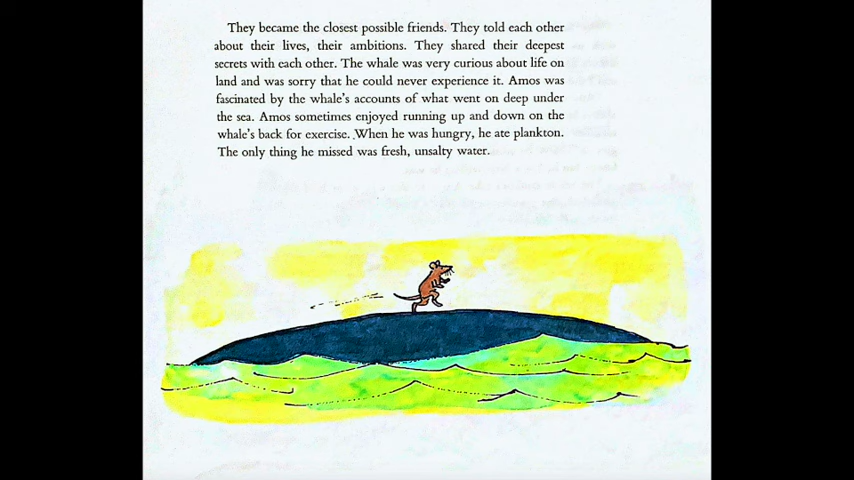 They became the closest possible friends. They told each other
about their lives, their ambitions. They shared their deepest
secrets with each other. The whale was very curious about life on
land and was sorry that he could never experience it. Amos was
fascinated by the whale's accounts of what went on deep under
the sea. Amos sometimes enjoyed running up and down on the
whale's back for exercise. When he was hungry, he ate plankton.
The only thing he missed was fresh, unsalty water.